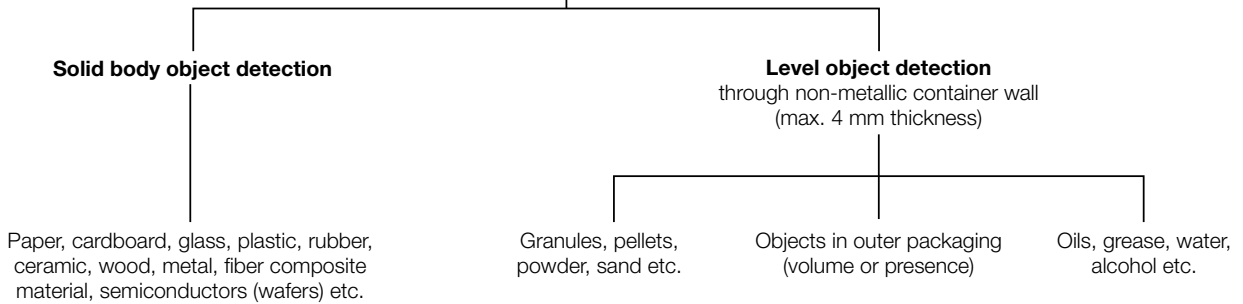 Solid body object detection
Level object detection
through non-metallic container wall
(max. 4 mm thickness)
Paper, cardboard, glass, plastic, rubber,
ceramic, wood, metal, fiber composite
material, semiconductors (wafers) etc.
Granules, pellets,
powder, sand etc.
Objects in outer packaging
(volume or presence)
Oils, grease, water,
alcohol etc.